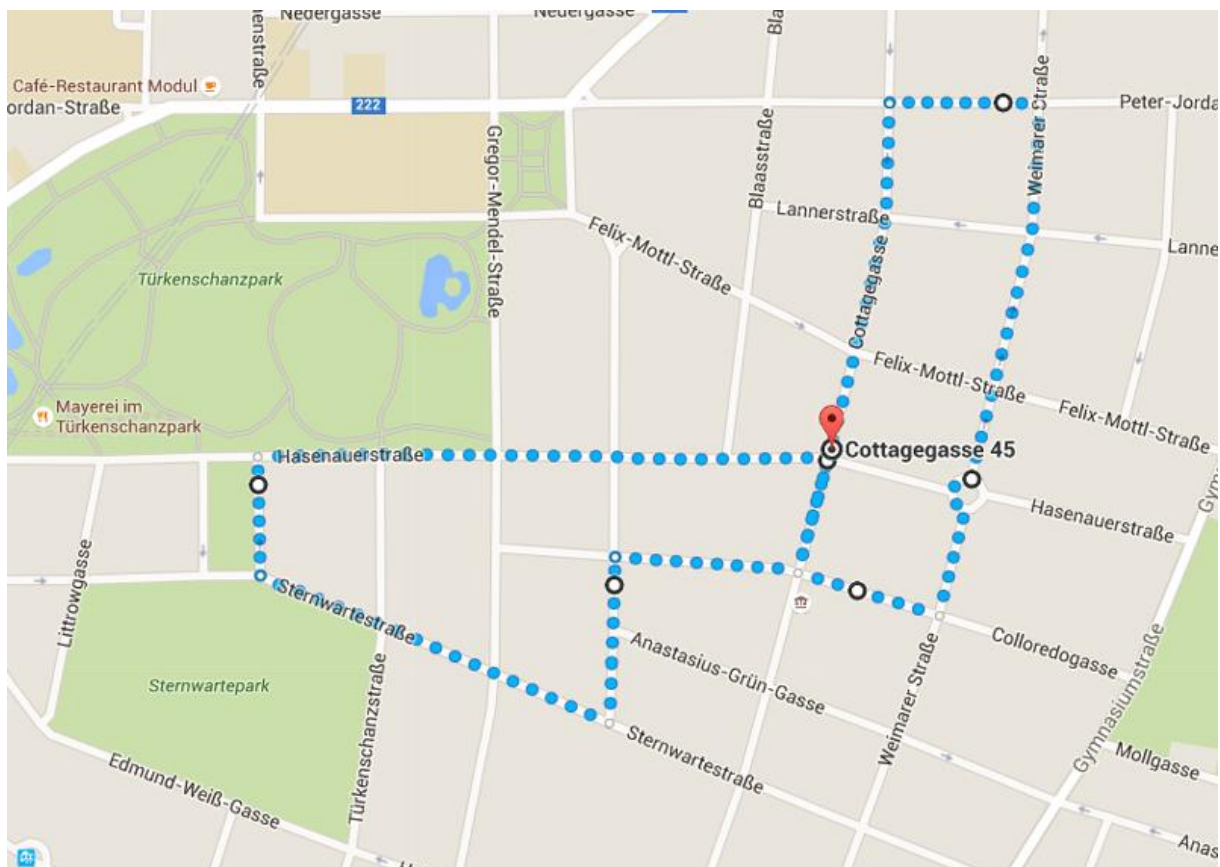 Nedergasse
Nedergasse
Café-Restaurant Modul
ordan-Straße
222
Peter-Jorda
Weimarer Straße
Blaasstraße
Lannerstraße
Lanne
Gregor-Mendel-Straße
Felix-Mottl-Straße
Türkenschanzpark
Cottagegasse
Felix-Mottl-Straße
Felix-Mottl-Straße
Mayerei im
Türkenschanzpark
Hasenauerstraße
Cottagegasse 45
Hasenauerstraße
Littrowgasse
Sternwartestraße
Anastasius-Grün-Gasse
Colloredogasse
Sternwartepark
Türkenschanzstraße
Weimarer Straße
Gymnasiumstraße
Sternwartestraße
Mollgasse
Edmund-Weiß-Gasse
Anas